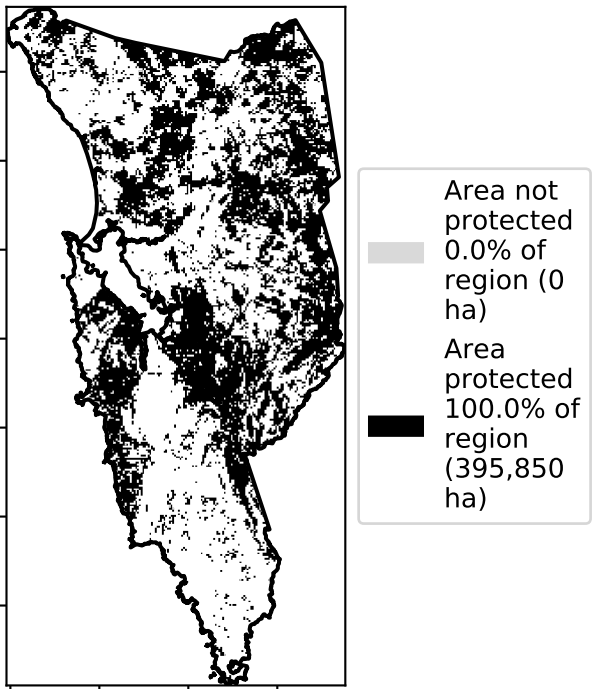 Area not
protected
0.0% of
region (0
ha)
Area
protected
100.0% of
region
(395,850
ha)